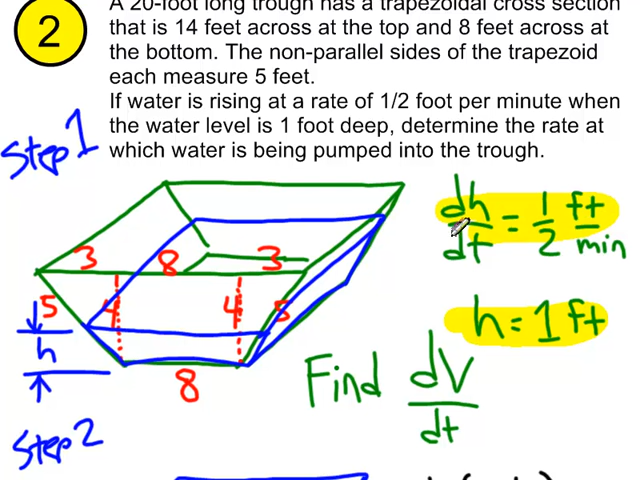 A 20-foot long trough has a trapezoidal cross section
2
that is 14 feet across at the top and 8 feet across at
the bottom. The non-parallel sides of the trapezoid
each measure 5 feet.
If water is rising at a rate of 1/2 foot per minute when
the water level is 1 foot deep, determine the rate at
which water is being pumped into the trough.
Step 1
dh/dt = 1/2 ft/min
3 8 3
5 4 4 5
h
h = 1 ft
8
Find dV/dt
Step 2